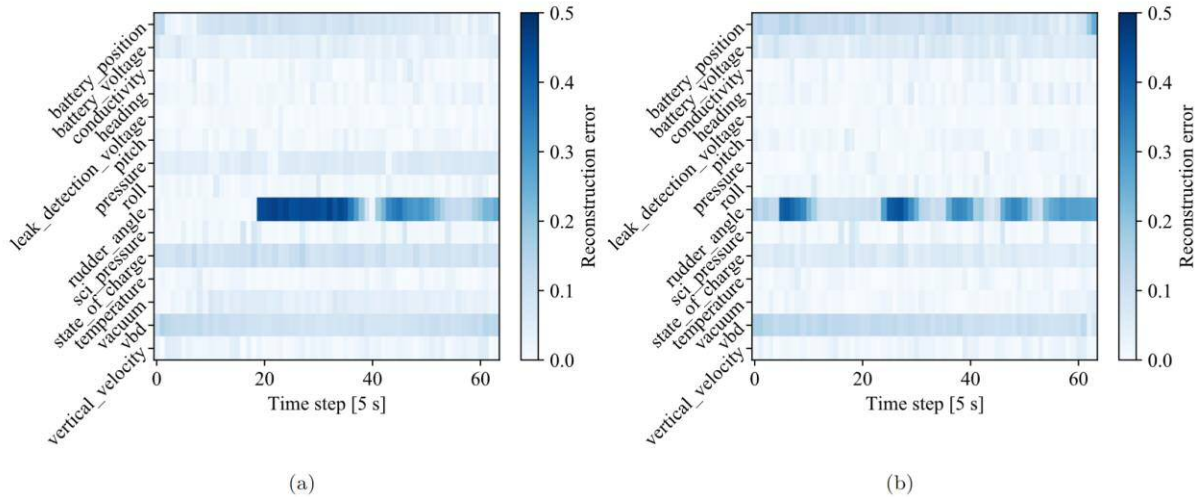 battery_position
battery_voltage
conductivity
heading
leak_detection_voltage
pitch
pressure
roll
rudder_angle
sci_pressure
state_of_charge
temperature
vacuum
vbd
vertical_velocity
0
20
40
60
Time step [5 s]
0.5
0.4
0.3
0.2
0.1
0.0
Reconstruction error
(a)
battery_position
battery_voltage
conductivity
heading
leak_detection_voltage
pitch
pressure
roll
rudder_angle
sci_pressure
state_of_charge
temperature
vacuum
vbd
vertical_velocity
0
20
40
60
Time step [5 s]
0.5
0.4
0.3
0.2
0.1
0.0
Reconstruction error
(b)